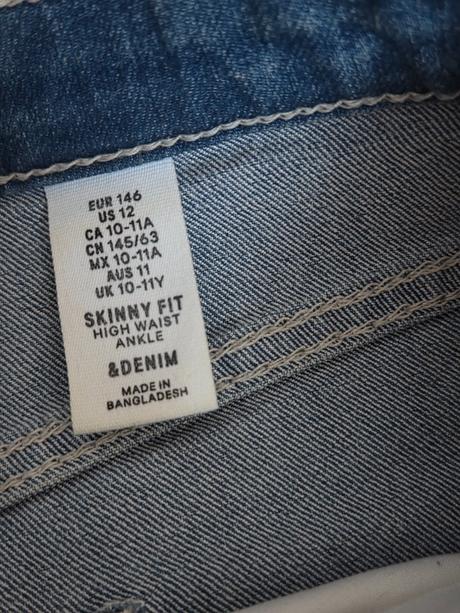 EUR 146
US 12
CA 10-11A
CN 145/63
MX 10-11A
AUS 11
UK 10-11Y
SKINNY FIT
HIGH WAIST
ANKLE
&DENIM
MADE IN
BANGLADESH